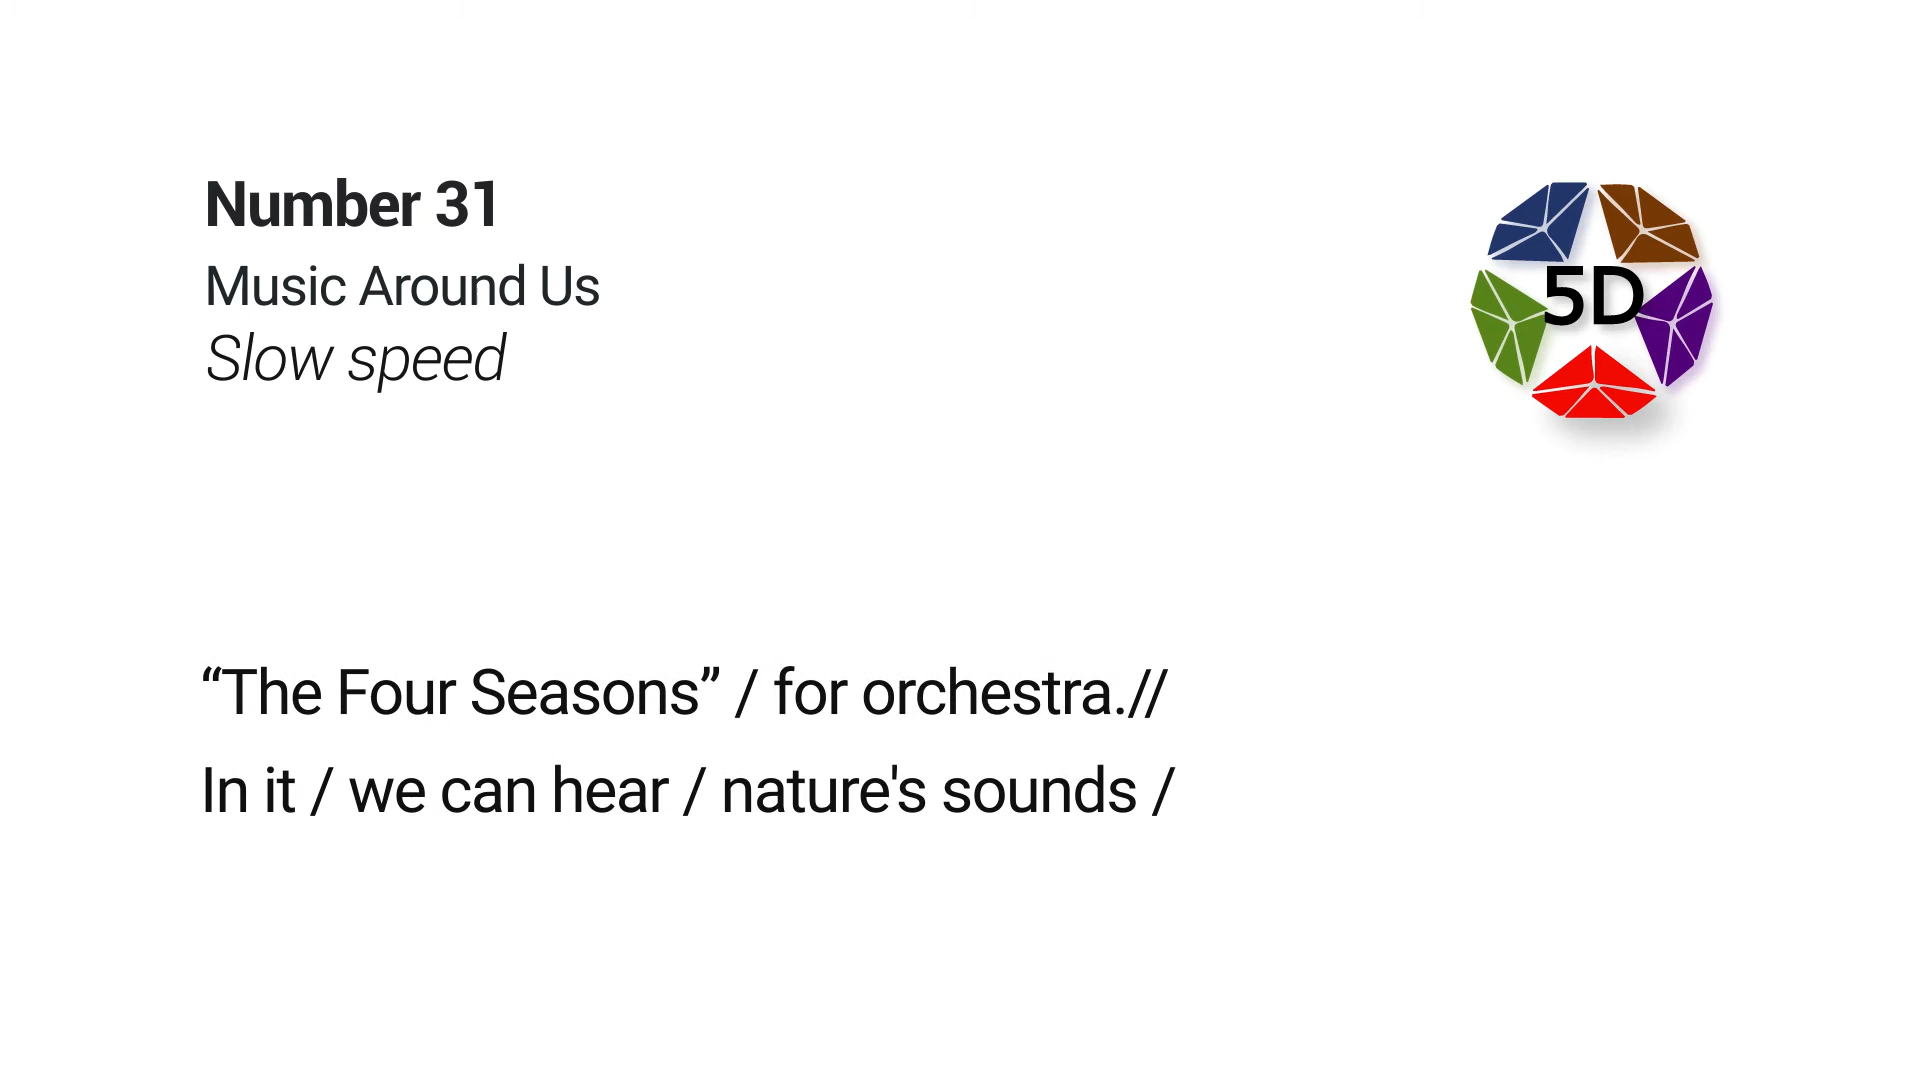 Number 31
Music Around Us
Slow speed
5D
“The Four Seasons” / for orchestra.//
In it / we can hear / nature's sounds /